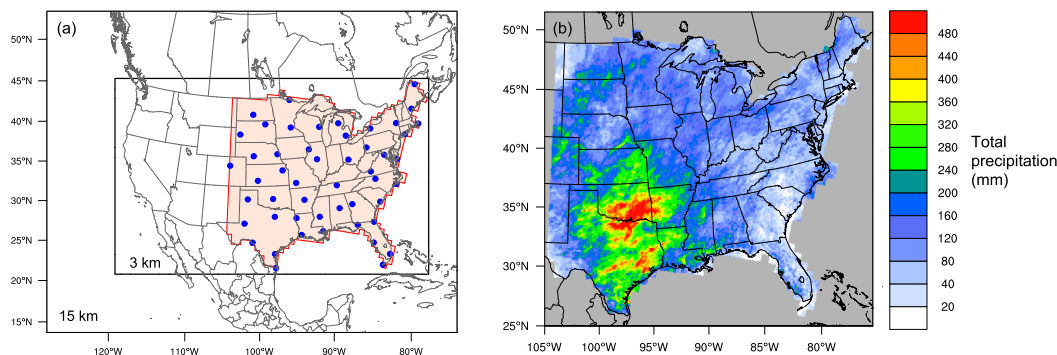 (a)
50°N
45°N
40°N
35°N
30°N
25°N
20°N
15°N
3 km
15 km
120°W
110°W
100°W
90°W
80°W
(b)
50°N
45°N
40°N
35°N
30°N
25°N
105°W
100°W
95°W
90°W
85°W
80°W
480
440
400
360
320
280
240
200
160
120
80
40
20
Total
precipitation
(mm)